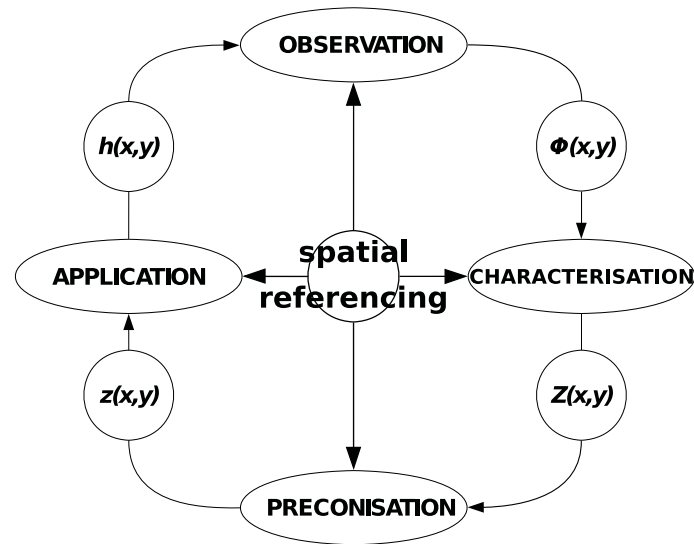 OBSERVATION
h(x,y)
Φ(x,y)
spatial
referencing
APPLICATION
CHARACTERISATION
z(x,y)
Z(x,y)
PRECONISATION